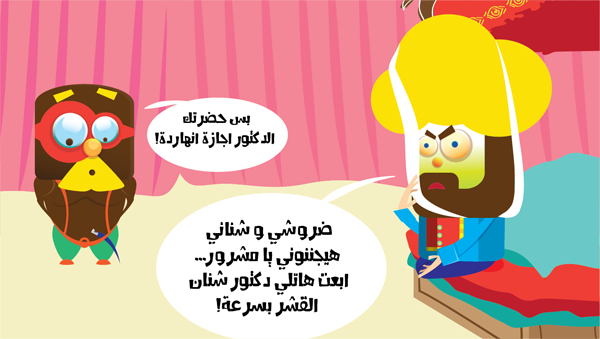 بس حضرتك
الدكتور اجازة انهاردة!
ضروشي و شناني
هيجننوني يا مشرور...
ابعت هاتلي دكتور شنان
القشر بسرعة!